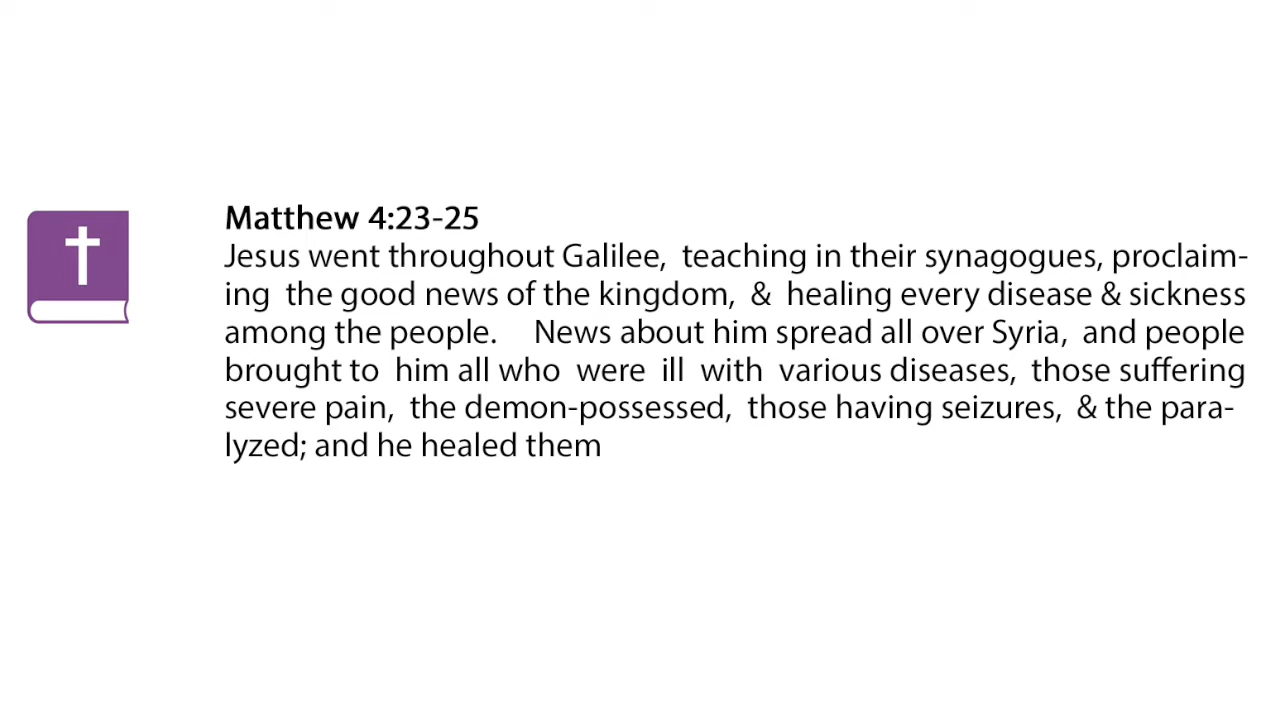 Matthew 4:23-25
Jesus went throughout Galilee,  teaching in their synagogues, proclaim-
ing  the good news of the kingdom,  &  healing every disease & sickness
among the people.    News about him spread all over Syria,  and people
brought to  him all who  were  ill  with  various diseases,  those suffering
severe pain,  the demon-possessed,  those having seizures,  & the para-
lyzed; and he healed them